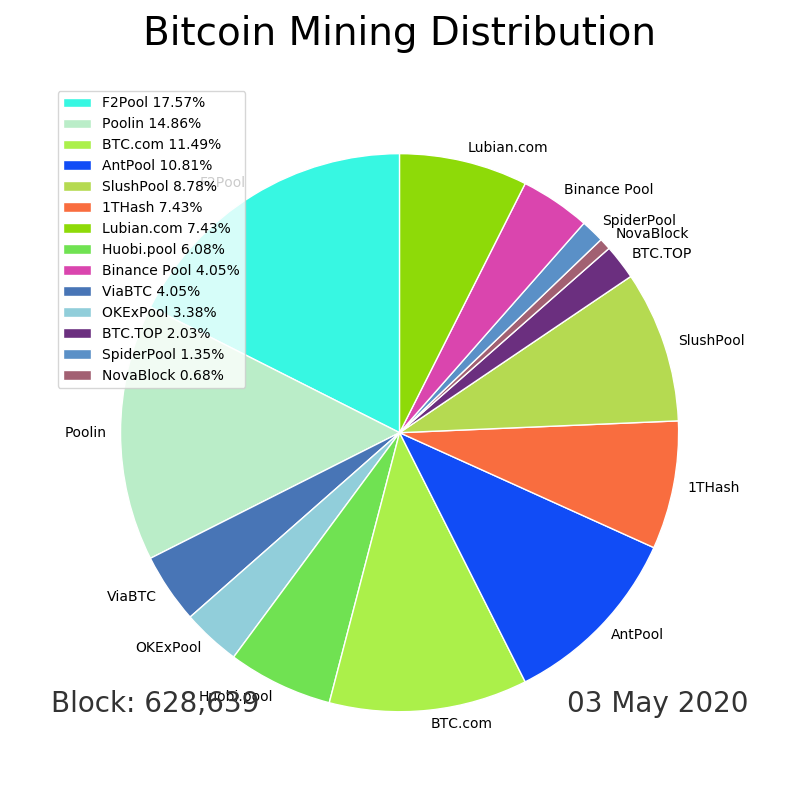 Bitcoin Mining Distribution
F2Pool 17.57%
Poolin 14.86%
BTC.com 11.49%
AntPool 10.81%
SlushPool 8.78%
1THash 7.43%
Lubian.com 7.43%
Huobi.pool 6.08%
Binance Pool 4.05%
ViaBTC 4.05%
OKExPool 3.38%
BTC.TOP 2.03%
SpiderPool 1.35%
NovaBlock 0.68%
F2Pool
Lubian.com
Binance Pool
SpiderPool
NovaBlock
BTC.TOP
SlushPool
Poolin
1THash
ViaBTC
AntPool
OKExPool
Huobi.pool
BTC.com
Block: 628,639
03 May 2020